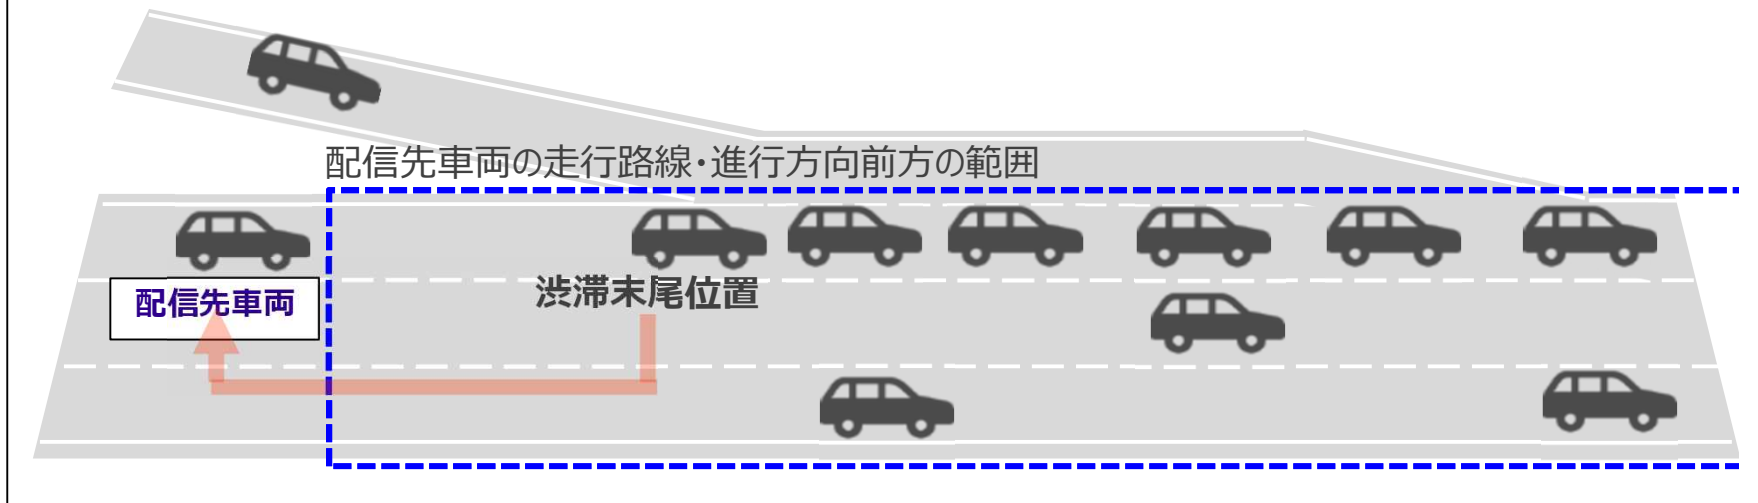 配信先車両の走行路線・進行方向前方の範囲
配信先車両
渋滞末尾位置